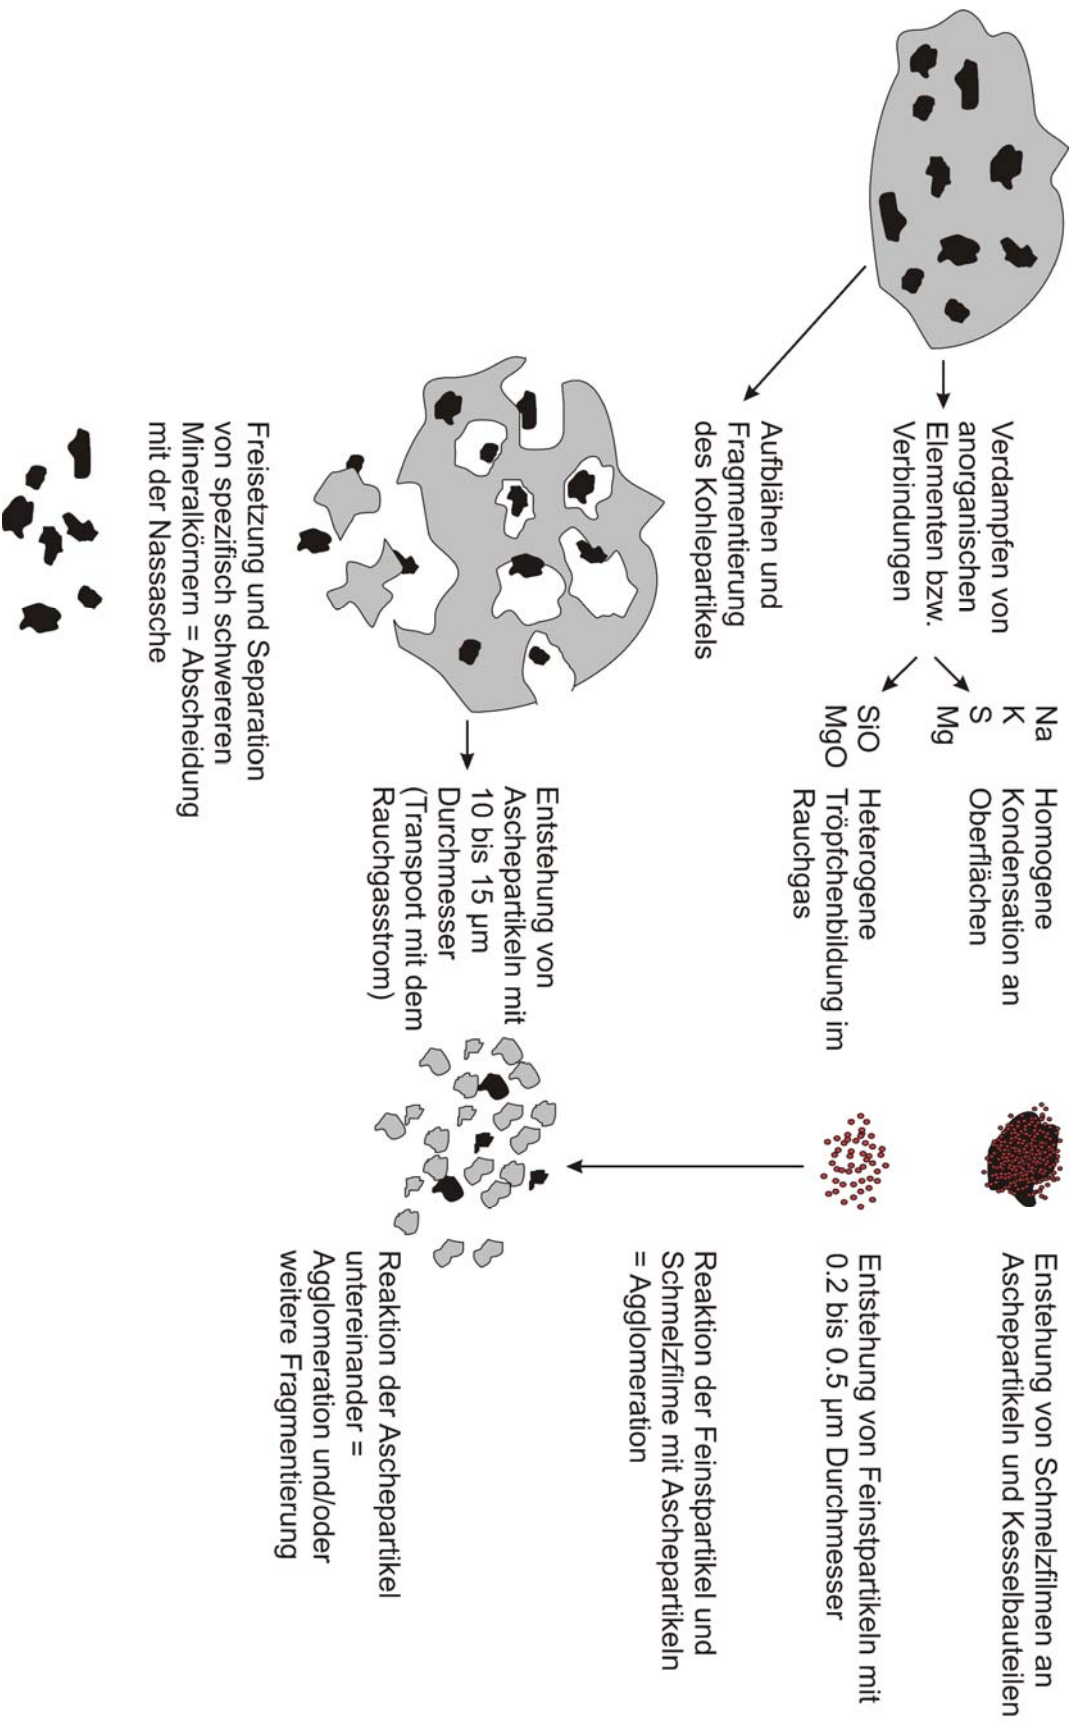 Verdampfen von
anorganischen
Elementen bzw.
Verbindungen
Na
K
S
Mg
Homogene
Kondensation an
Oberflächen
Enstehung von Schmelzfilmen an
Aschepartikeln und Kesselbauteilen
SiO
MgO
Heterogene
Tröpfchenbildung im
Rauchgas
Entstehung von Feinstpartikeln mit
0.2 bis 0.5 µm Durchmesser
Aufblähen und
Fragmentierung
des Kohlepartikels
Reaktion der Feinstpartikel und
Schmelzfilme mit Aschepartikeln
= Agglomeration
Entstehung von
Aschepartikeln mit
10 bis 15 µm
Durchmesser
(Transport mit dem
Rauchgasstrom)
Reaktion der Aschepartikel
untereinander =
Agglomeration und/oder
weitere Fragmentierung
Freisetzung und Separation
von spezifisch schwereren
Mineralkörnern = Abscheidung
mit der Nassasche